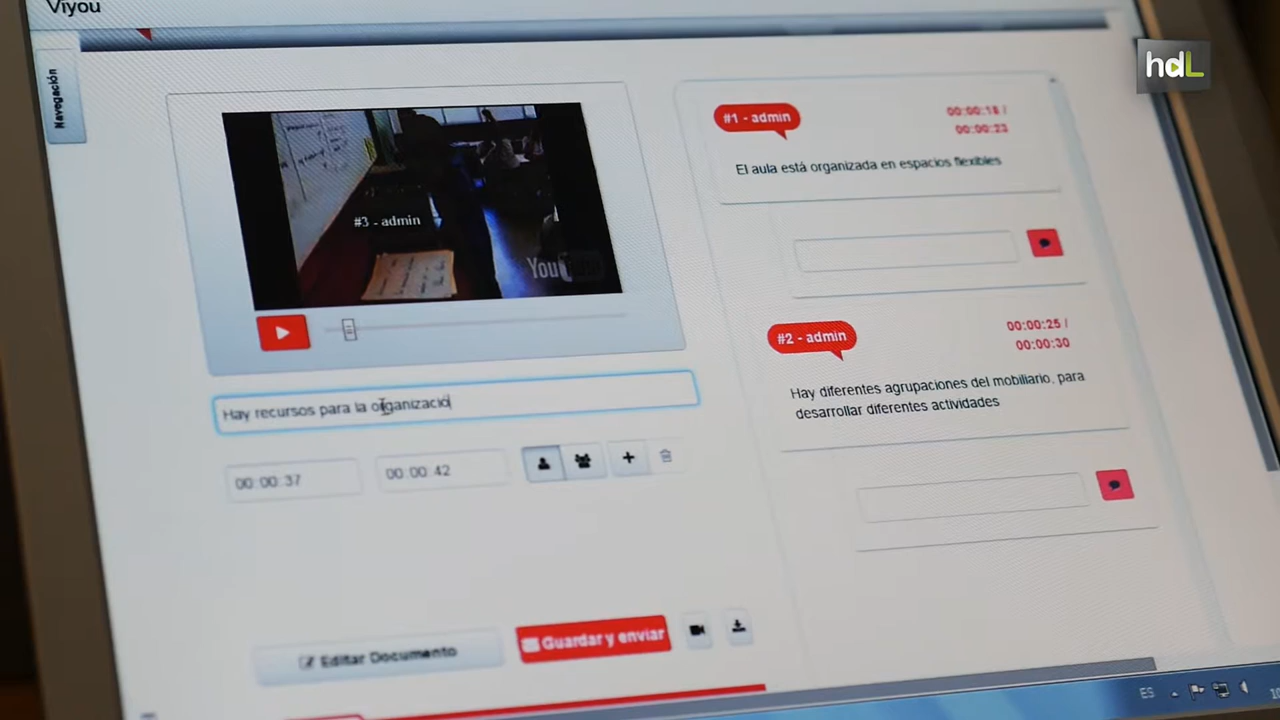 Viyou
hdL
Navegación
#1 - admin
00:00:18 /
00:00:23
El aula está organizada en espacios flexibles
#3 - admin
YouTube
#2 - admin
00:00:25 /
00:00:30
Hay diferentes agrupaciones del mobiliario, para
desarrollar diferentes actividades
Hay recursos para la organizació
00:00:37
00:00:42
Editar Documento
Guardar y enviar
ES